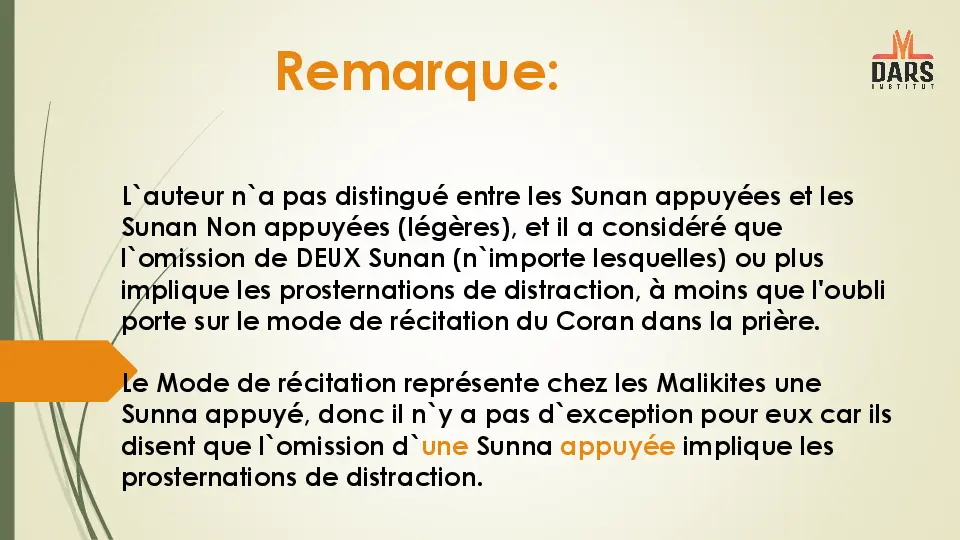 Remarque:
DARS
INSTITUT
L`auteur n`a pas distingué entre les Sunan appuyées et les
Sunan Non appuyées (légères), et il a considéré que
l`omission de DEUX Sunan (n`importe lesquelles) ou plus
implique les prosternations de distraction, à moins que l'oubli
porte sur le mode de récitation du Coran dans la prière.
Le Mode de récitation représente chez les Malikites une
Sunna appuyé, donc il n`y a pas d`exception pour eux car ils
disent que l`omission d`une Sunna appuyée implique les
prosternations de distraction.